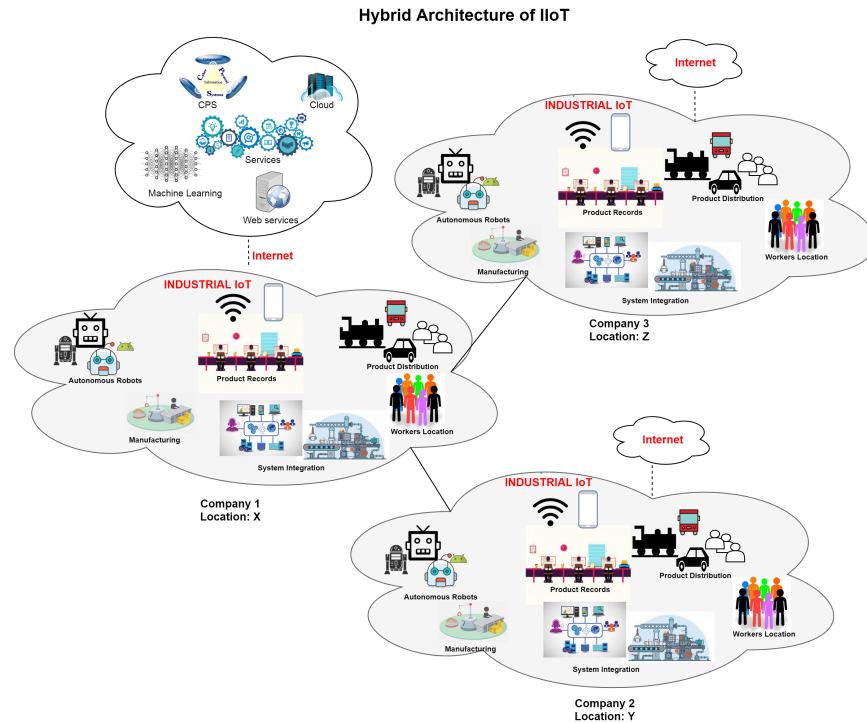 Hybrid Architecture of IIoT
CPS
Cloud
Services
Machine Learning
Web services
Internet
INDUSTRIAL IoT
Autonomous Robots
Product Records
Product Distribution
Manufacturing
System Integration
Workers Location
Company 1
Location: X
Internet
INDUSTRIAL IoT
Autonomous Robots
Product Records
Product Distribution
Manufacturing
System Integration
Workers Location
Company 3
Location: Z
Internet
INDUSTRIAL IoT
Autonomous Robots
Product Records
Product Distribution
Manufacturing
System Integration
Workers Location
Company 2
Location: Y